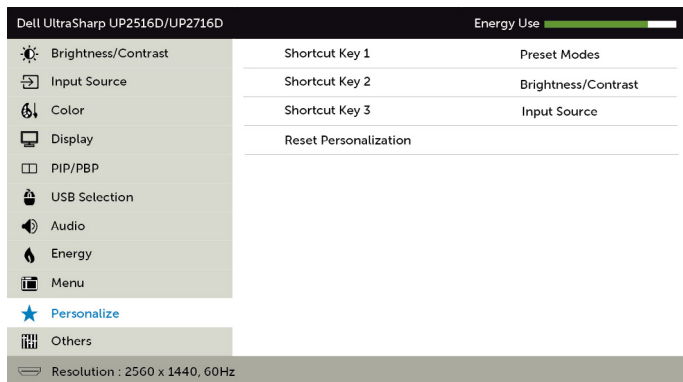 Dell UltraSharp UP2516D/UP2716D Energy Use
Brightness/Contrast Shortcut Key 1 Preset Modes
Input Source Shortcut Key 2 Brightness/Contrast
Color Shortcut Key 3 Input Source
Display Reset Personalization
PIP/PBP
USB Selection
Audio
Energy
Menu
Personalize
Others
Resolution : 2560 x 1440, 60Hz